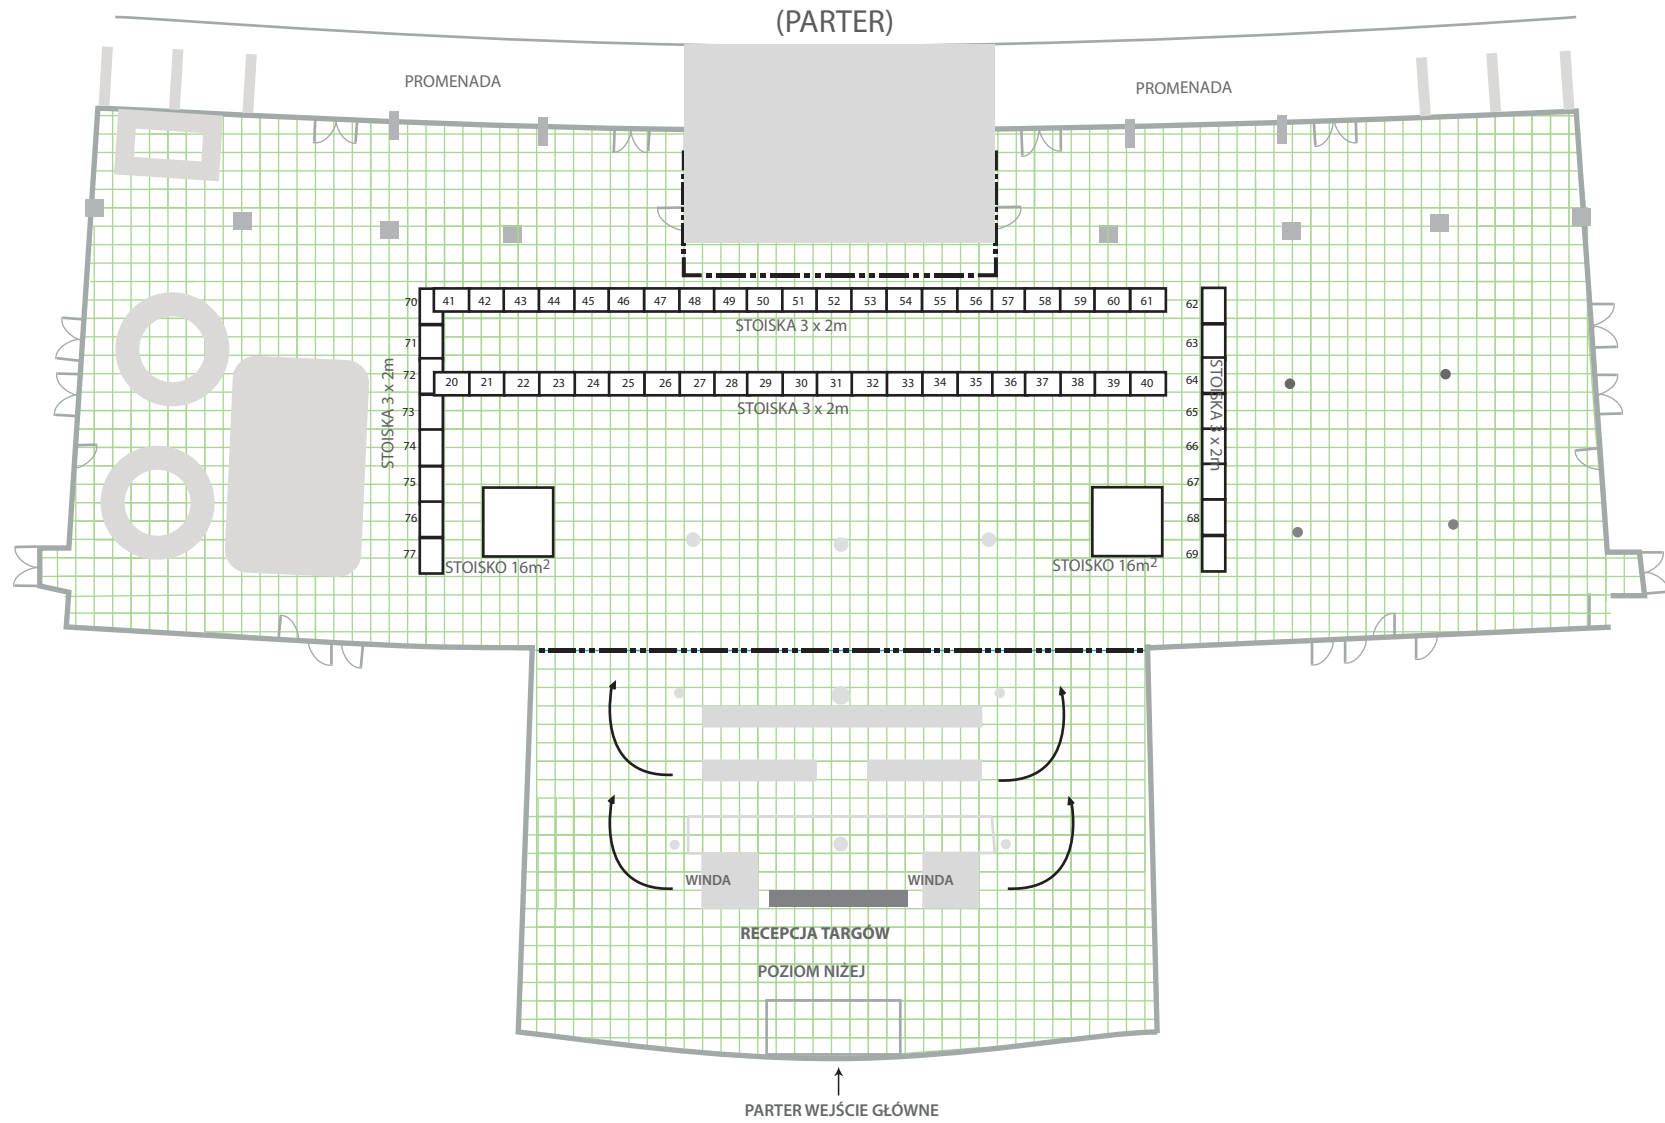 (PARTER)
PROMENADA
PROMENADA
70 41 42 43 44 45 46 47 48 49 50 51 52 53 54 55 56 57 58 59 60 61 62
STOISKA 3 x 2m
71
63
72 20 21 22 23 24 25 26 27 28 29 30 31 32 33 34 35 36 37 38 39 40 64
STOISKA 3 x 2m
STOISKA 3 x 2m
STOISKA 3 x 2m
73
65
74
66
75
67
76
68
77
69
STOISKO 16m²
STOISKO 16m²
WINDA
WINDA
RECEPCJA TARGÓW
POZIOM NIŻEJ
PARTER WEJŚCIE GŁÓWNE